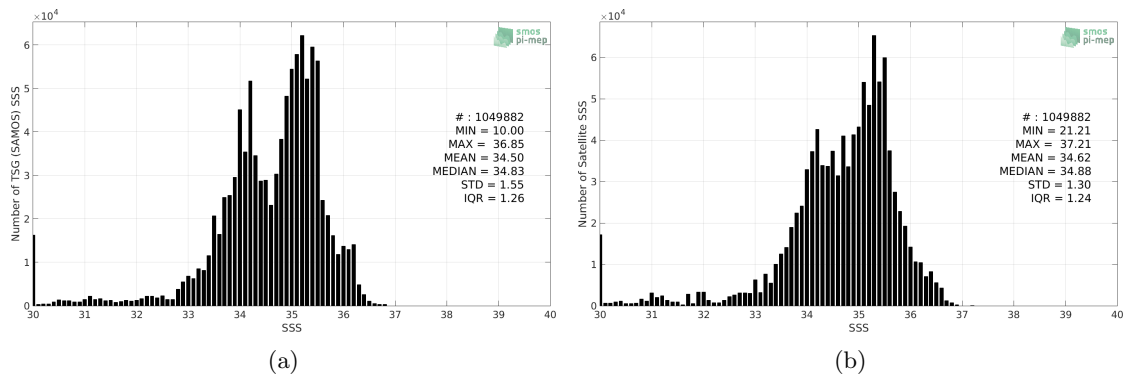 ×10⁴
smos
pi-mep
6
5
4
3
2
1
0
Number of TSG (SAMOS) SSS
# : 1049882
MIN = 10.00
MAX = 36.85
MEAN = 34.50
MEDIAN = 34.83
STD = 1.55
IQR = 1.26
30 31 32 33 34 35 36 37 38 39 40
SSS
(a)
×10⁴
smos
pi-mep
6
5
4
3
2
1
0
Number of Satellite SSS
# : 1049882
MIN = 21.21
MAX = 37.21
MEAN = 34.62
MEDIAN = 34.88
STD = 1.30
IQR = 1.24
30 31 32 33 34 35 36 37 38 39 40
SSS
(b)